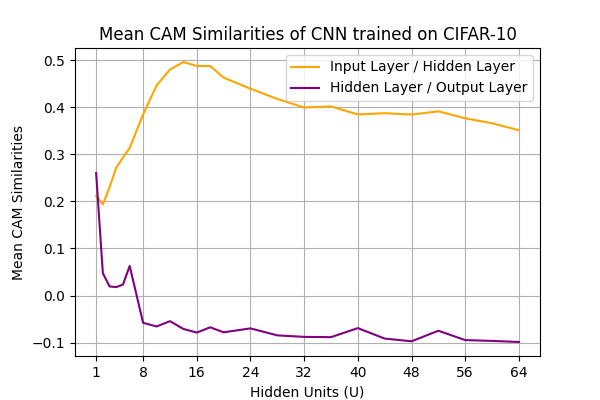 Mean CAM Similarities of CNN trained on CIFAR-10
Input Layer / Hidden Layer
Hidden Layer / Output Layer
Mean CAM Similarities
0.5
0.4
0.3
0.2
0.1
0.0
−0.1
1 8 16 24 32 40 48 56 64
Hidden Units (U)